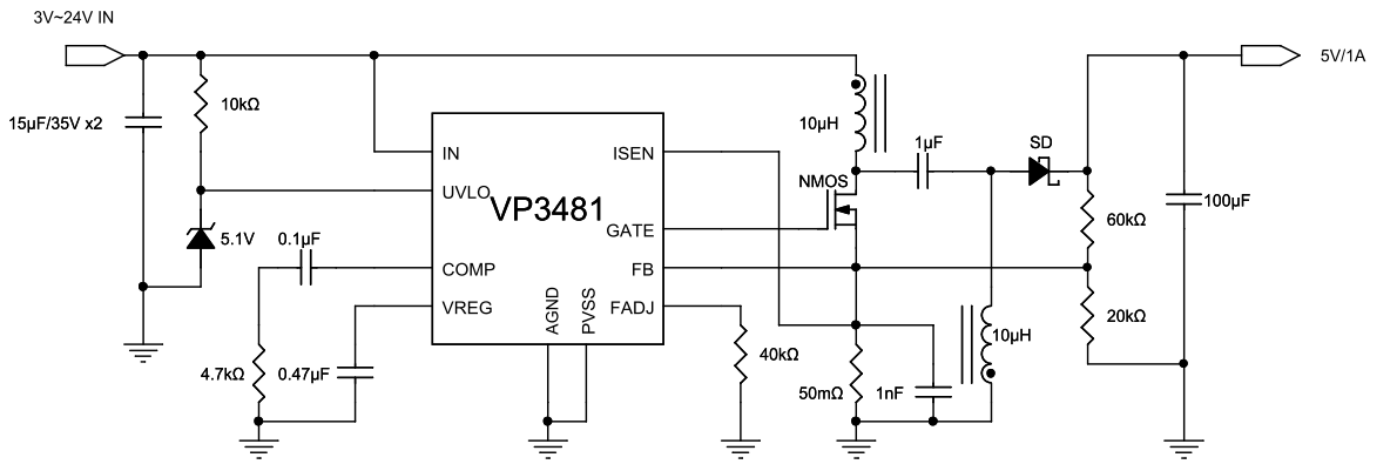 3V~24V IN
5V/1A
10kΩ
15µF/35V x2
10µH
1µF
SD
IN
ISEN
NMOS
UVLO
VP3481
100µF
5.1V
0.1µF
GATE
60kΩ
COMP
FB
VREG
AGND
PVSS
FADJ
20kΩ
10µH
40kΩ
4.7kΩ
0.47µF
50mΩ
1nF